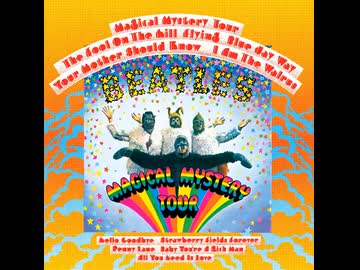 Magical Mystery Tour
The Fool On The Hill Flying Blue Jay Way
Your Mother Should Know I Am The Walrus
BEATLES
MAGICAL MYSTERY
TOUR
Hello Goodbye Strawberry Fields Forever
Penny Lane Baby You're A Rich Man
All You Need Is Love